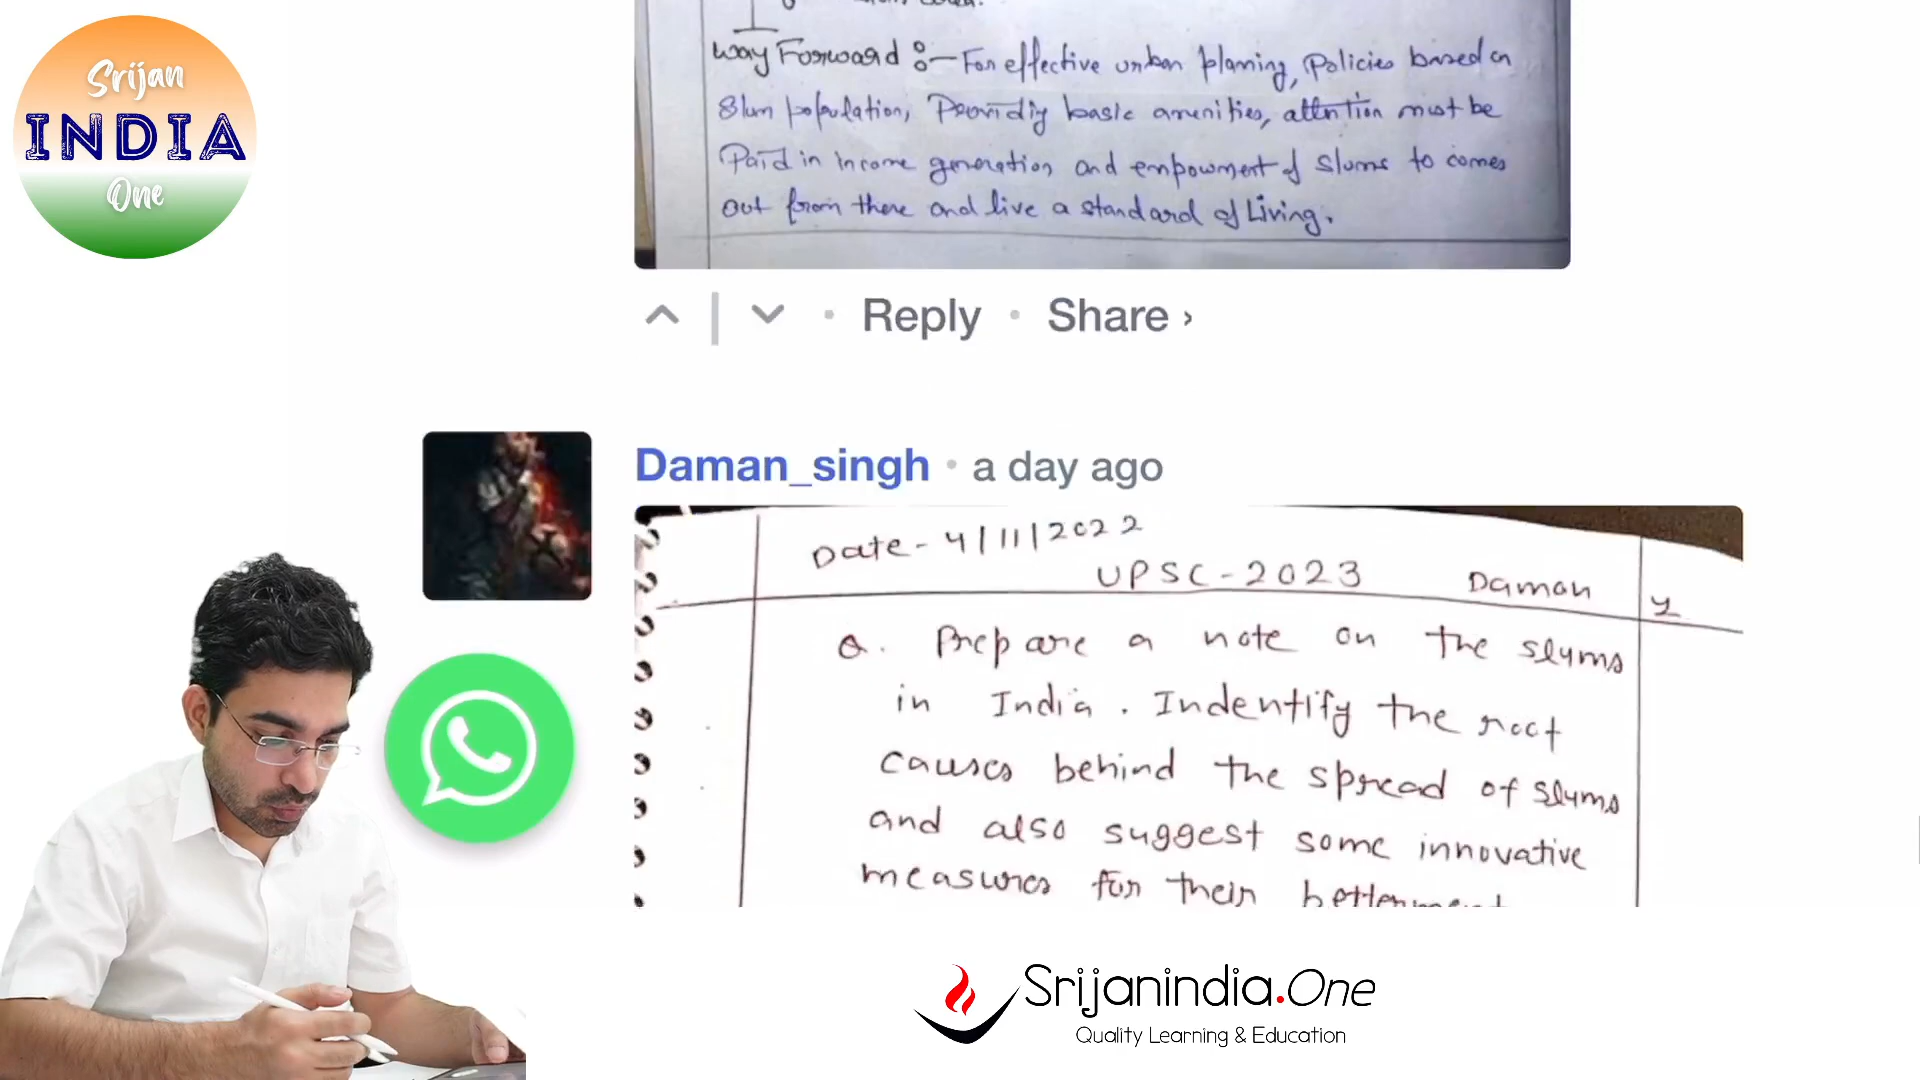 Srijan
INDIA
One
Way Forward :- For effective urban planing, Policies based on
Slum population, Providig basic amenities, attention must be
Paid in income generation and empowment of slums to comes
out from there and live a standard of Living.
Reply • Share ›
Daman_singh • a day ago
Date - 4/11/2022
UPSC-2023 Daman
Q. Prepare a note on the slums
in India. Indentify the root
causes behind the spread of slums
and also suggest some innovative
measures for their betterment
Srijanindia.One
Quality Learning & Education